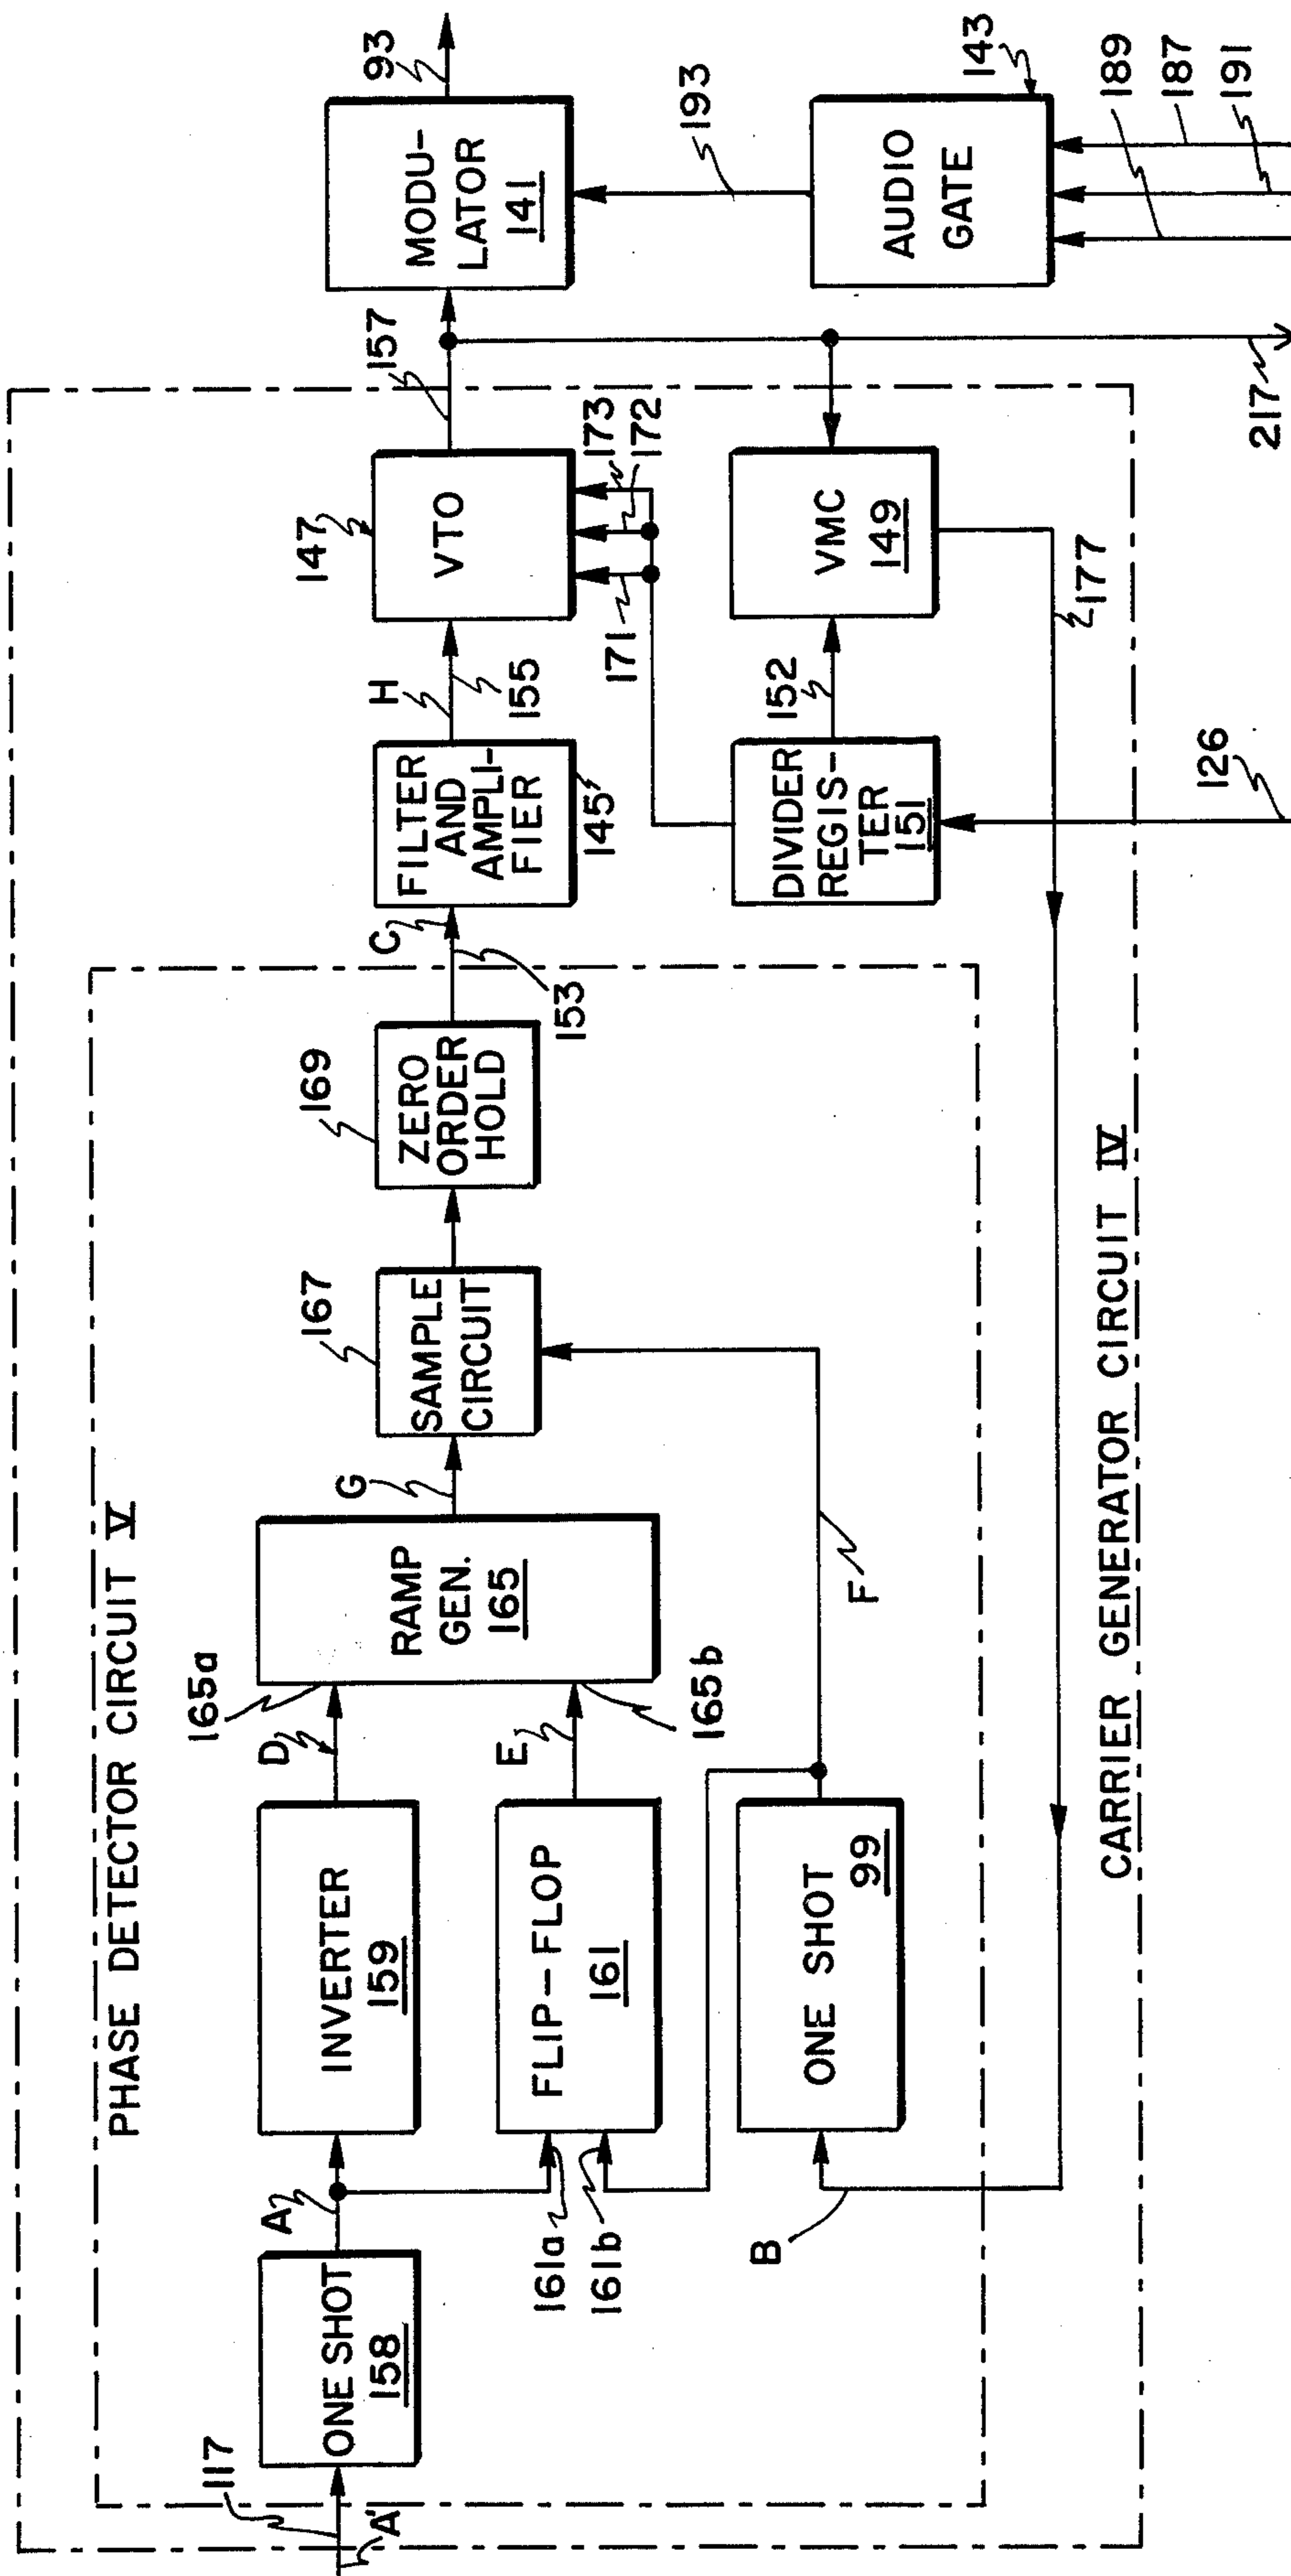 PHASE DETECTOR CIRCUIT V
117
A'
ONE SHOT
158
A
INVERTER
159
D
165a
161a
161b
FLIP-FLOP
161
E
165b
RAMP
GEN.
165
G
B
ONE SHOT
99
F
167
SAMPLE
CIRCUIT
169
ZERO
ORDER
HOLD
C
153
FILTER
AND
AMPLI-
FIER
145
H
155
147
VTO
171
173
172
157
MODU-
LATOR
141
93
193
DIVIDER
REGIS-
TER
151
152
VMC
149
177
126
217
AUDIO
GATE
143
189
187
191
CARRIER GENERATOR CIRCUIT IV